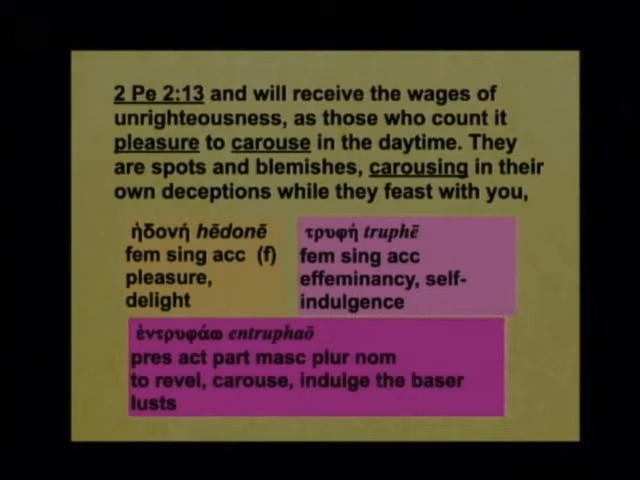 2 Pe 2:13 and will receive the wages of
unrighteousness, as those who count it
pleasure to carouse in the daytime. They
are spots and blemishes, carousing in their
own deceptions while they feast with you,
ἡδονή hēdonē
fem sing acc (f)
pleasure,
delight
τρυφή truphē
fem sing acc
effeminancy, self-
indulgence
ἐντρυφάω entruphaō
pres act part masc plur nom
to revel, carouse, indulge the baser
lusts